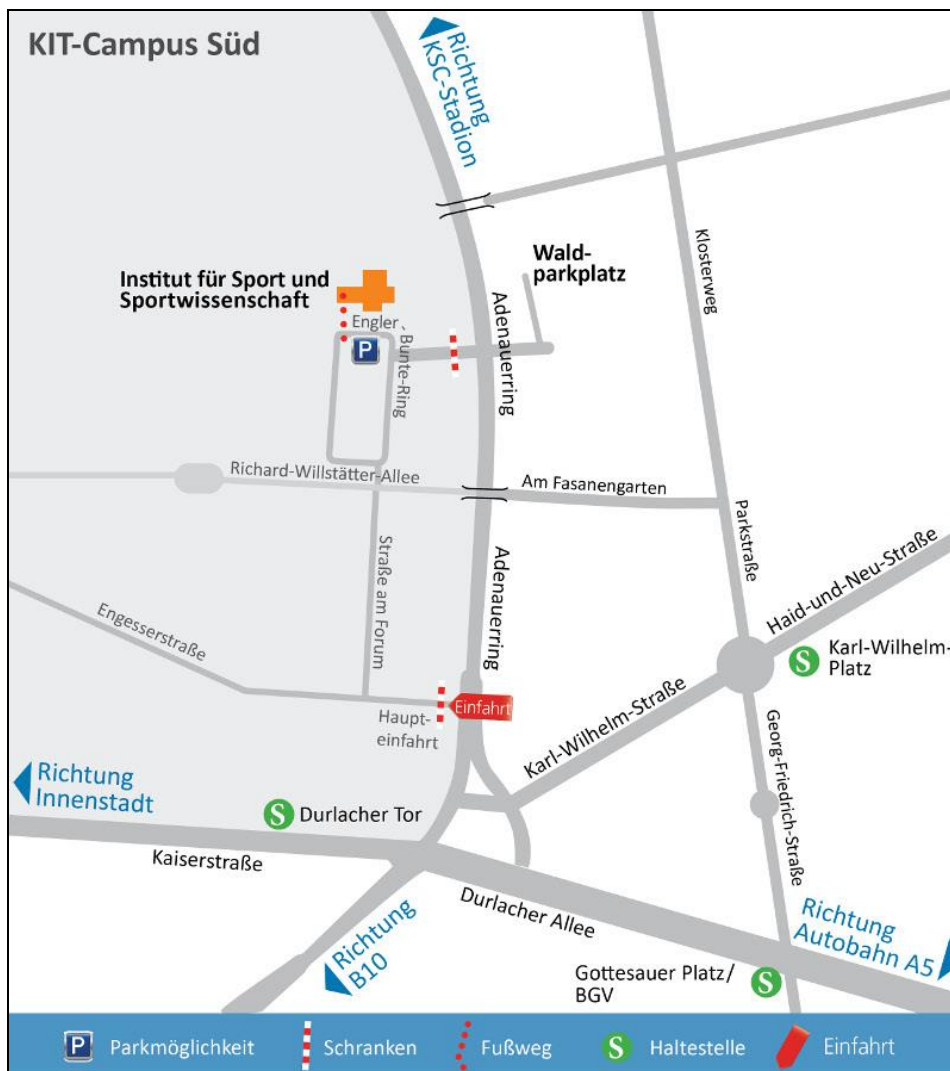 KIT-Campus Süd
Richtung
KSC-Stadion
Klosterweg
Wald-
parkplatz
Institut für Sport und
Sportwissenschaft
Engler-
Bunte-Ring
P
Adenauerring
Richard-Willstätter-Allee
Am Fasanengarten
Parkstraße
Haid-und-Neu-Straße
Straße am Forum
Adenauerring
Engesserstraße
S
Karl-Wilhelm-
Platz
Einfahrt
Haupt-
einfahrt
Karl-Wilhelm-Straße
Georg-Friedrich-Straße
Richtung
Innenstadt
S
Durlacher Tor
Kaiserstraße
Durlacher Allee
Richtung
B10
Richtung
Autobahn A5
Gottesauer Platz/
BGV
S
P Parkmöglichkeit
Schranken
Fußweg
S Haltestelle
Einfahrt